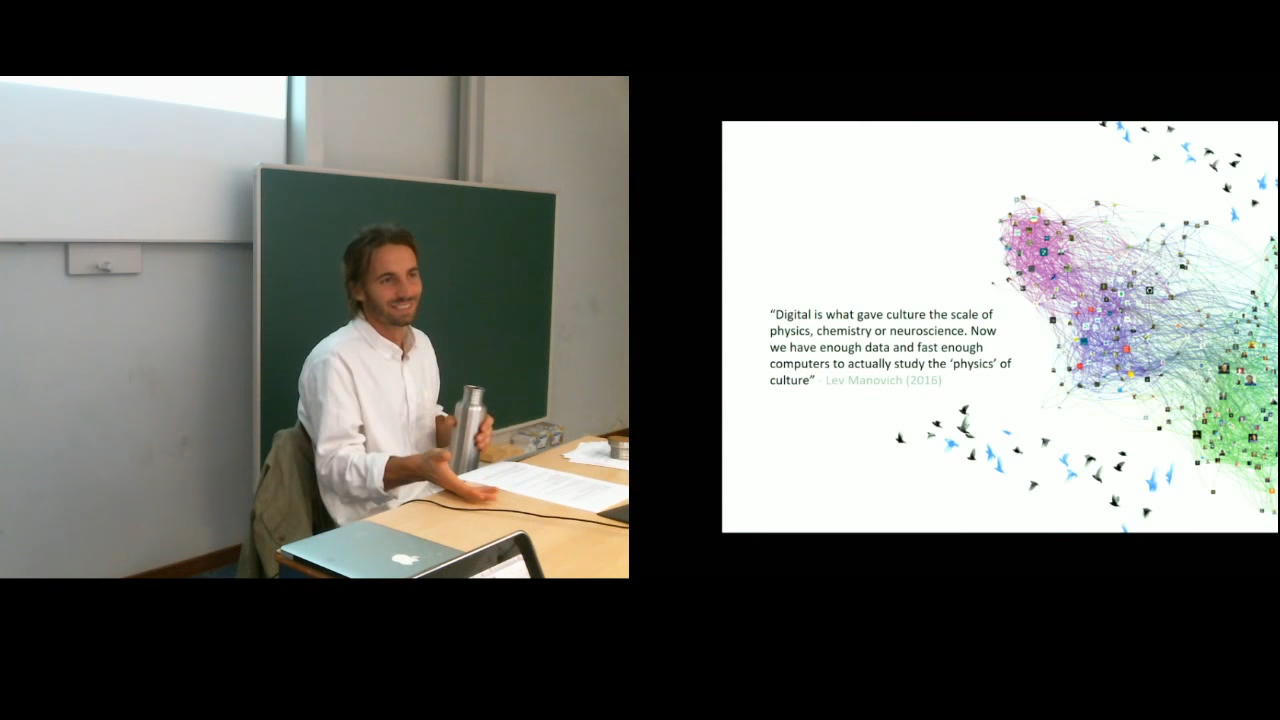 “Digital is what gave culture the scale of
physics, chemistry or neuroscience. Now
we have enough data and fast enough
computers to actually study the ‘physics’ of
culture” - Lev Manovich (2016)